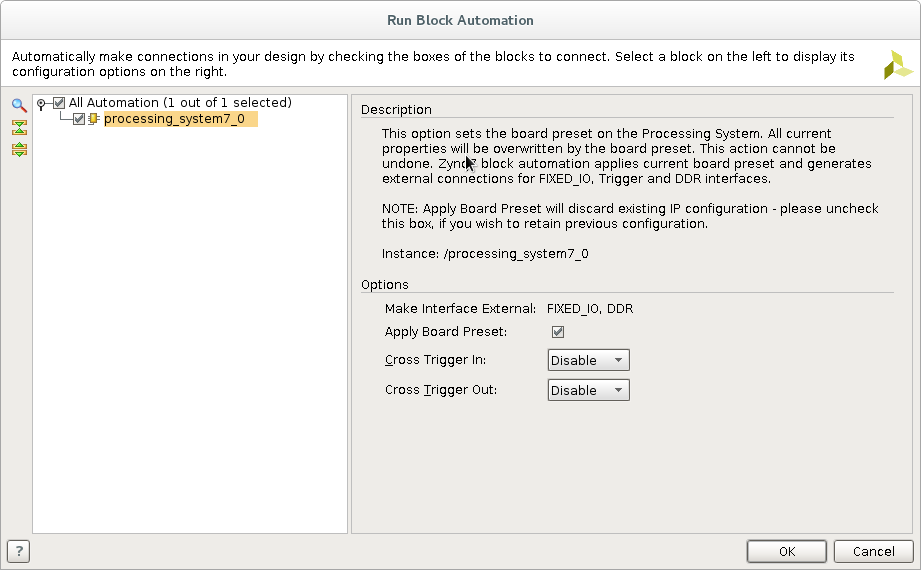 Run Block Automation
Automatically make connections in your design by checking the boxes of the blocks to connect. Select a block on the left to display its
configuration options on the right.
All Automation (1 out of 1 selected)
processing_system7_0
Description
This option sets the board preset on the Processing System. All current
properties will be overwritten by the board preset. This action cannot be
undone. Zynq7 block automation applies current board preset and generates
external connections for FIXED_IO, Trigger and DDR interfaces.
NOTE: Apply Board Preset will discard existing IP configuration - please uncheck
this box, if you wish to retain previous configuration.
Instance: /processing_system7_0
Options
Make Interface External: FIXED_IO, DDR
Apply Board Preset:
Cross Trigger In: Disable
Cross Trigger Out: Disable
? OK Cancel